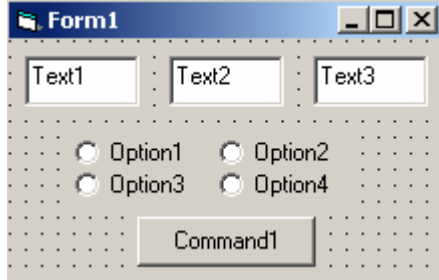 Form1
Text1 Text2 Text3
Option1 Option2
Option3 Option4
Command1